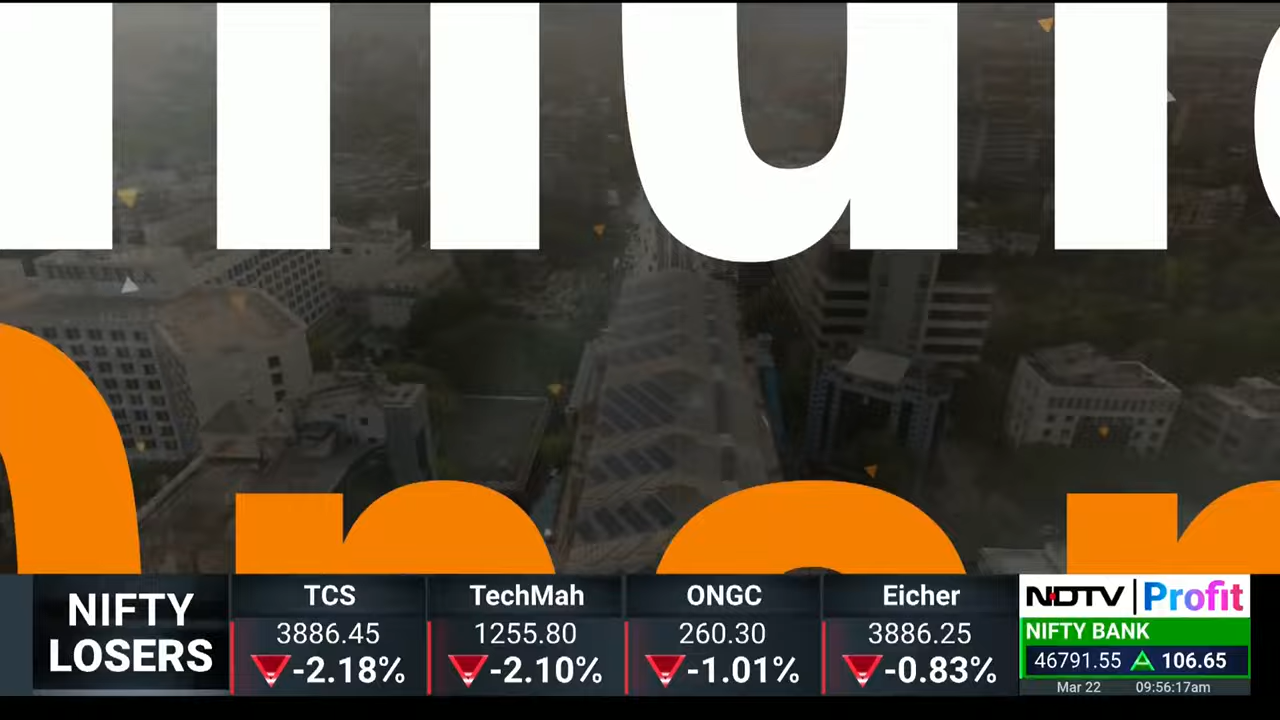 NIFTY
LOSERS
TCS
3886.45
-2.18%
TechMah
1255.80
-2.10%
ONGC
260.30
-1.01%
Eicher
3886.25
-0.83%
NDTV Profit
NIFTY BANK
46791.55 106.65
Mar 22 09:56:17am